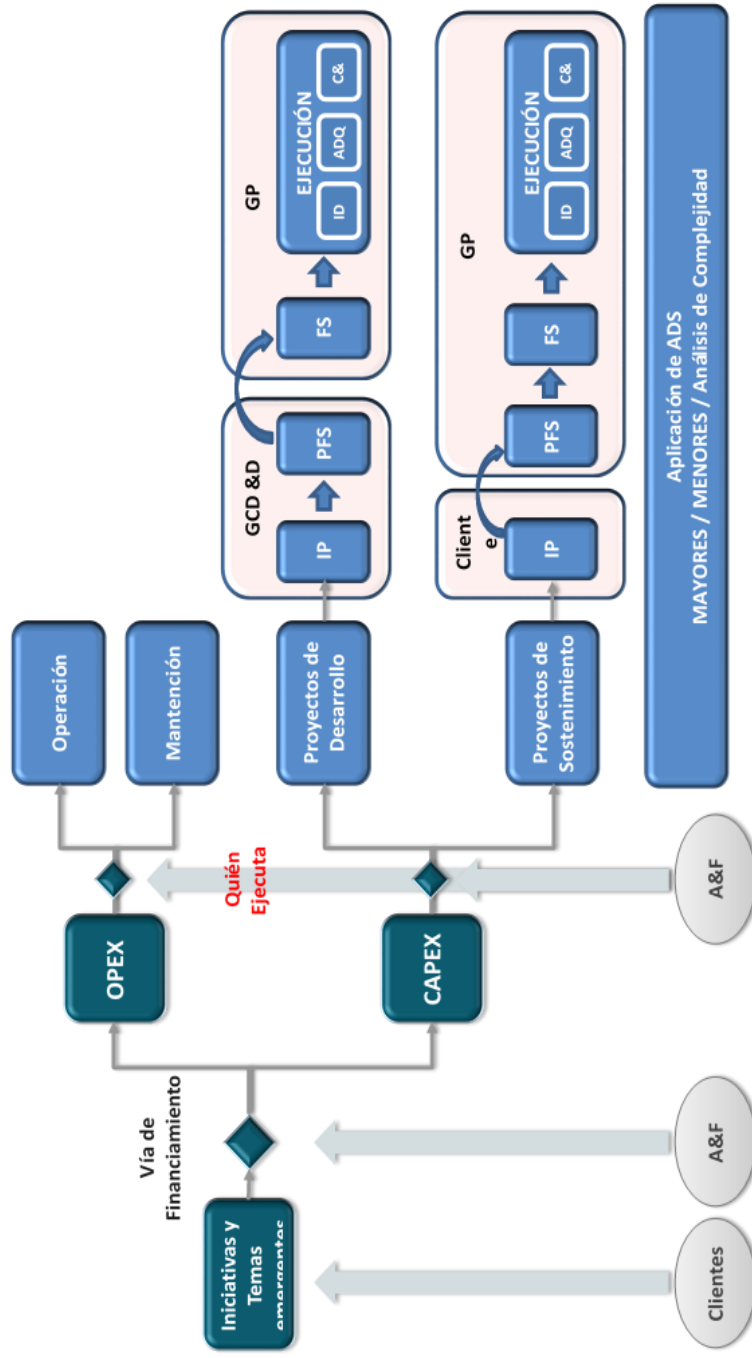 Iniciativas y
Temas
emergentes
Vía de
Financiamiento
OPEX
CAPEX
Quién
Ejecuta
Operación
Mantención
Proyectos de
Desarrollo
GCD &D
IP
PFS
GP
FS
EJECUCIÓN
ID
ADQ
C&
Proyectos de
Sostenimiento
Client
e
IP
GP
PFS
FS
EJECUCIÓN
ID
ADQ
C&
Aplicación de ADS
MAYORES / MENORES / Análisis de Complejidad
Clientes
A&F
A&F